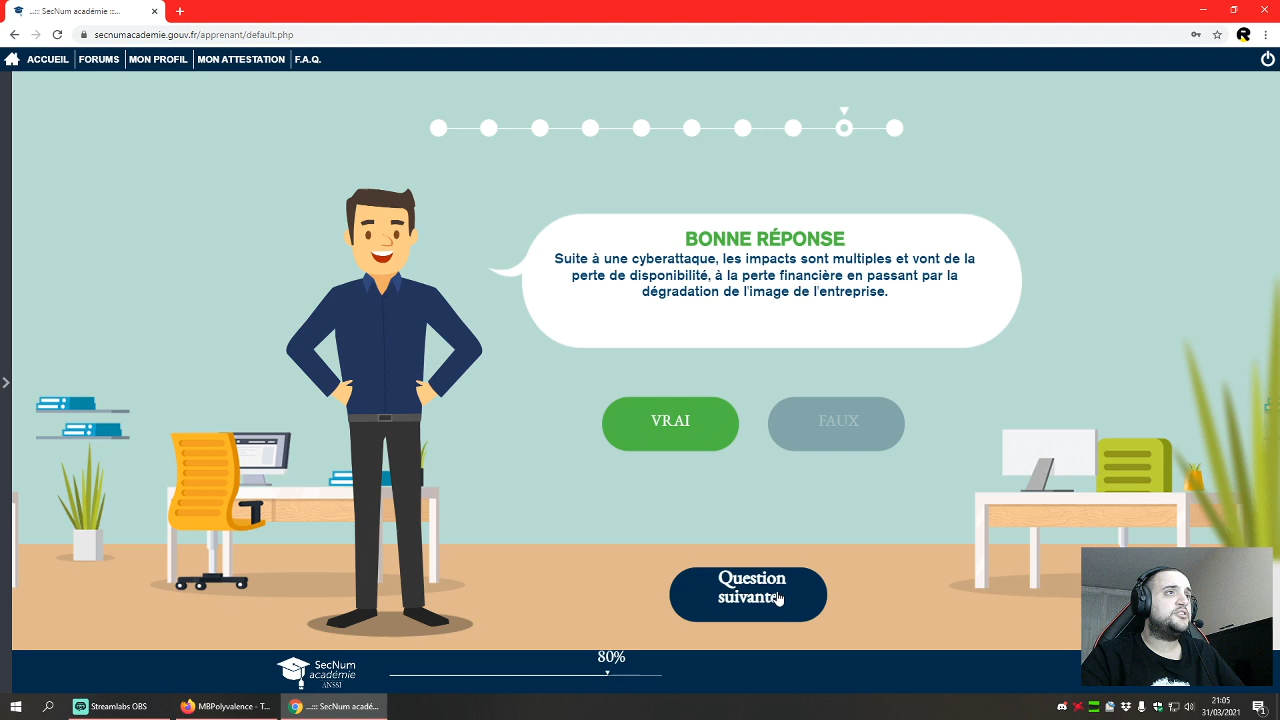 ..:: SecNum académie ::..
secnumacademie.gouv.fr/apprenant/default.php
ACCUEIL FORUMS MON PROFIL MON ATTESTATION F.A.Q.
BONNE RÉPONSE
Suite à une cyberattaque, les impacts sont multiples et vont de la
perte de disponibilité, à la perte financière en passant par la
dégradation de l'image de l'entreprise.
VRAI FAUX
Question
suivante
80%
SecNum
académie
ANSSI
Streamlabs OBS
MBPolyvalence - T...
..:: SecNum acadé...
21:05
31/03/2021